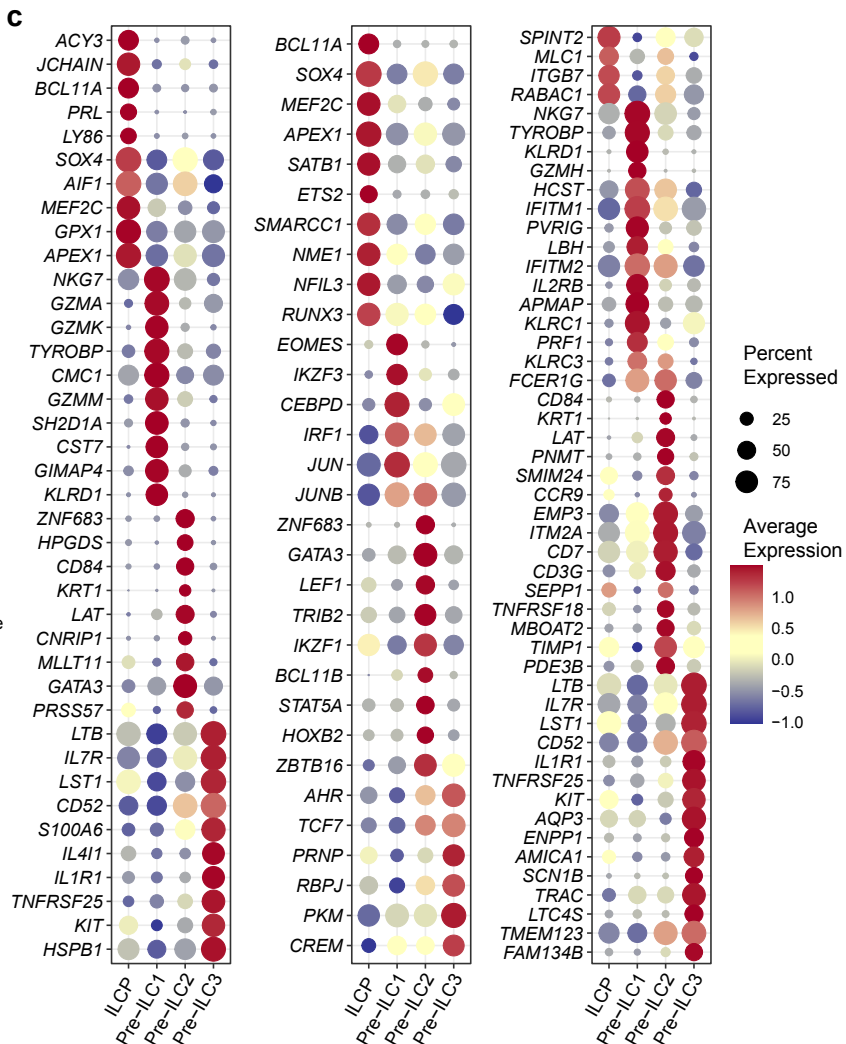 c
ACY3
JCHAIN
BCL11A
PRL
LY86
SOX4
AIF1
MEF2C
GPX1
APEX1
NKG7
GZMA
GZMK
TYROBP
CMC1
GZMM
SH2D1A
CST7
GIMAP4
KLRD1
ZNF683
HPGDS
CD84
KRT1
LAT
CNRIP1
MLLT11
GATA3
PRSS57
LTB
IL7R
LST1
CD52
S100A6
IL4I1
IL1R1
TNFRSF25
KIT
HSPB1
ILCP
Pre-ILC1
Pre-ILC2
Pre-ILC3
e
BCL11A
SOX4
MEF2C
APEX1
SATB1
ETS2
SMARCC1
NME1
NFIL3
RUNX3
EOMES
IKZF3
CEBPD
IRF1
JUN
JUNB
ZNF683
GATA3
LEF1
TRIB2
IKZF1
BCL11B
STAT5A
HOXB2
ZBTB16
AHR
TCF7
PRNP
RBPJ
PKM
CREM
ILCP
Pre-ILC1
Pre-ILC2
Pre-ILC3
SPINT2
MLC1
ITGB7
RABAC1
NKG7
TYROBP
KLRD1
GZMH
HCST
IFITM1
PVRIG
LBH
IFITM2
IL2RB
APMAP
KLRC1
PRF1
KLRC3
FCER1G
CD84
KRT1
LAT
PNMT
SMIM24
CCR9
EMP3
ITM2A
CD7
CD3G
SEPP1
TNFRSF18
MBOAT2
TIMP1
PDE3B
LTB
IL7R
LST1
CD52
IL1R1
TNFRSF25
KIT
AQP3
ENPP1
AMICA1
SCN1B
TRAC
LTC4S
TMEM123
FAM134B
ILCP
Pre-ILC1
Pre-ILC2
Pre-ILC3
Percent
Expressed
25
50
75
Average
Expression
1.0
0.5
0.0
−0.5
−1.0